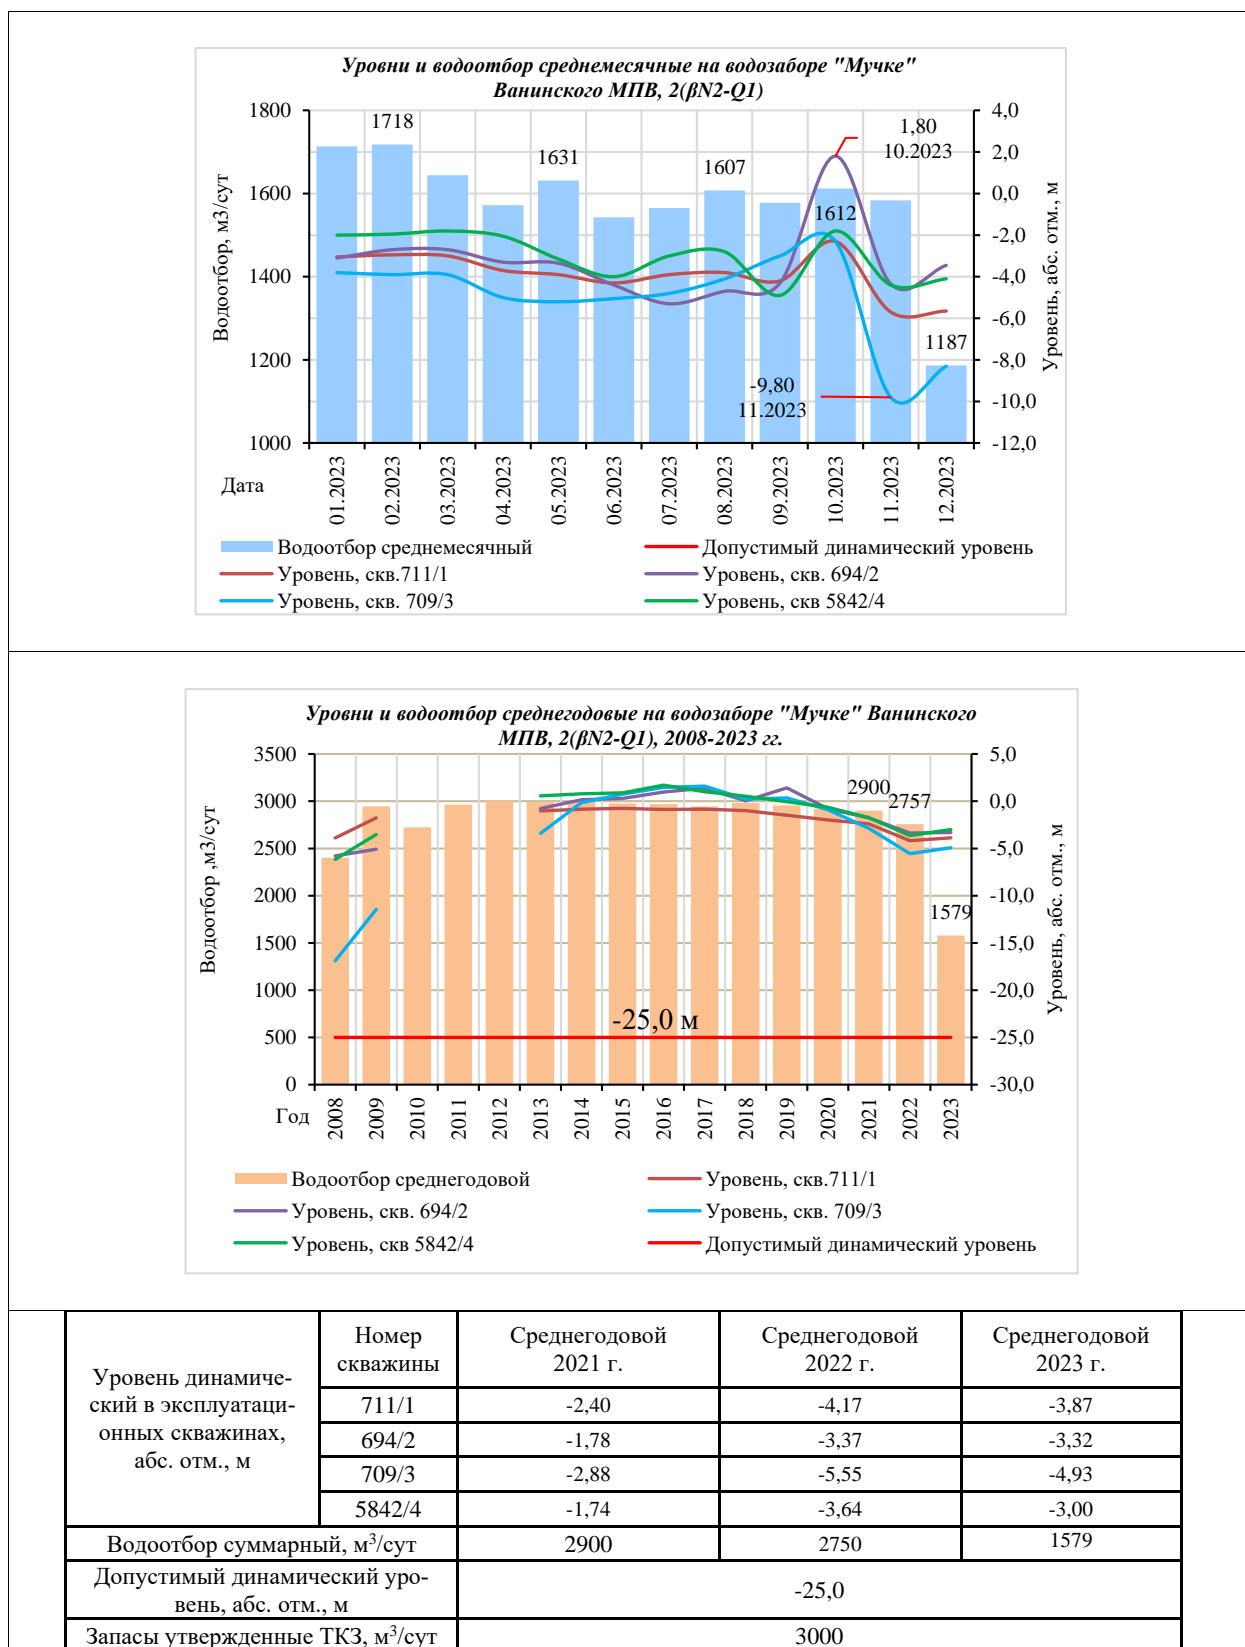 Уровни и водоотбор среднемесячные на водозаборе "Мучке"
Ванинского МПВ, 2(βN2-Q1)
1800
1600
1400
1200
1000
Водоотбор, м3/сут
4,0
2,0
0,0
-2,0
-4,0
-6,0
-8,0
-10,0
-12,0
Уровень, абс. отм., м
1718
1631
1607
1612
1187
1,80
10.2023
-9,80
11.2023
Дата
01.2023
02.2023
03.2023
04.2023
05.2023
06.2023
07.2023
08.2023
09.2023
10.2023
11.2023
12.2023
Водоотбор среднемесячный
Допустимый динамический уровень
Уровень, скв.711/1
Уровень, скв. 694/2
Уровень, скв. 709/3
Уровень, скв 5842/4
Уровни и водоотбор среднегодовые на водозаборе "Мучке" Ванинского
МПВ, 2(βN2-Q1), 2008-2023 гг.
3500
3000
2500
2000
1500
1000
500
0
Водоотбор ,м3/сут
5,0
0,0
-5,0
-10,0
-15,0
-20,0
-25,0
-30,0
Уровень, абс. отм., м
2900
2757
1579
-25,0 м
Год
2008
2009
2010
2011
2012
2013
2014
2015
2016
2017
2018
2019
2020
2021
2022
2023
Водоотбор среднегодовой
Уровень, скв.711/1
Уровень, скв. 694/2
Уровень, скв. 709/3
Уровень, скв 5842/4
Допустимый динамический уровень
Уровень динамиче-
ский в эксплуатаци-
онных скважинах,
абс. отм., м
Номер
скважины
Среднегодовой
2021 г.
Среднегодовой
2022 г.
Среднегодовой
2023 г.
711/1 -2,40 -4,17 -3,87
694/2 -1,78 -3,37 -3,32
709/3 -2,88 -5,55 -4,93
5842/4 -1,74 -3,64 -3,00
Водоотбор суммарный, м³/сут 2900 2750 1579
Допустимый динамический уро-
вень, абс. отм., м
-25,0
Запасы утвержденные ТКЗ, м³/сут 3000